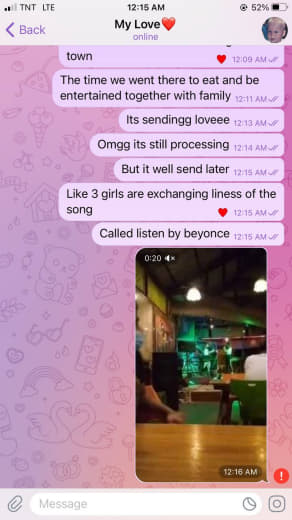 TNT LTE 12:15 AM 52%
Back My Love❤️
online
town 12:09 AM
The time we went there to eat and be
entertained together with family 12:11 AM
Its sendingg loveee 12:13 AM
Omgg its still processing 12:14 AM
But it well send later 12:15 AM
Like 3 girls are exchanging liness of the
song 12:15 AM
Called listen by beyonce 12:15 AM
0:20
12:16 AM
Message